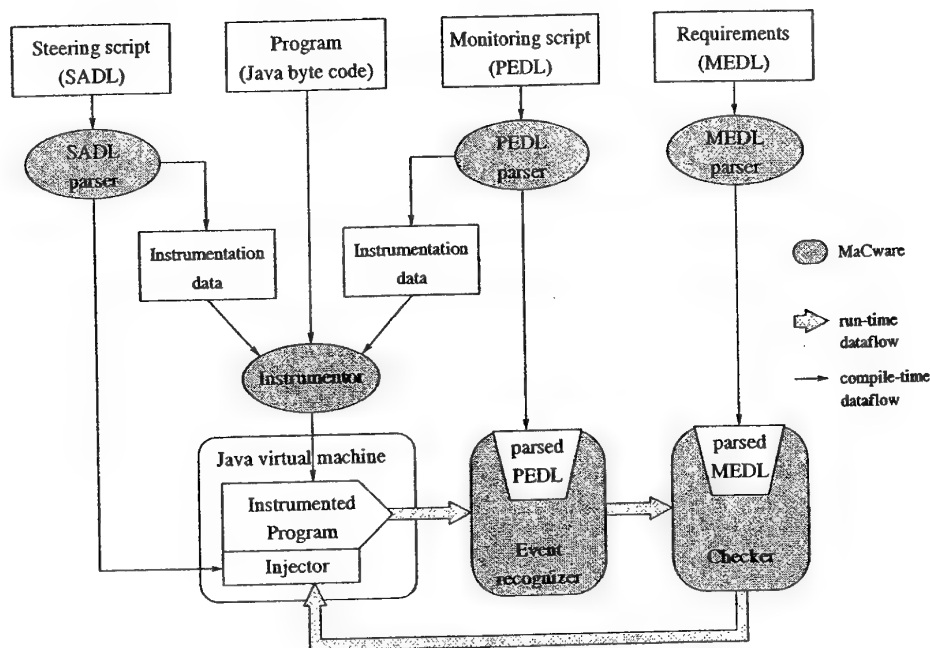 Steering script
(SADL)
Program
(Java byte code)
Monitoring script
(PEDL)
Requirements
(MEDL)
SADL
parser
PEDL
parser
MEDL
parser
Instrumentation
data
Instrumentation
data
MaCware
run-time
dataflow
compile-time
dataflow
Instrumentor
Java virtual machine
Instrumented
Program
Injector
parsed
PEDL
Event
recognizer
parsed
MEDL
Checker